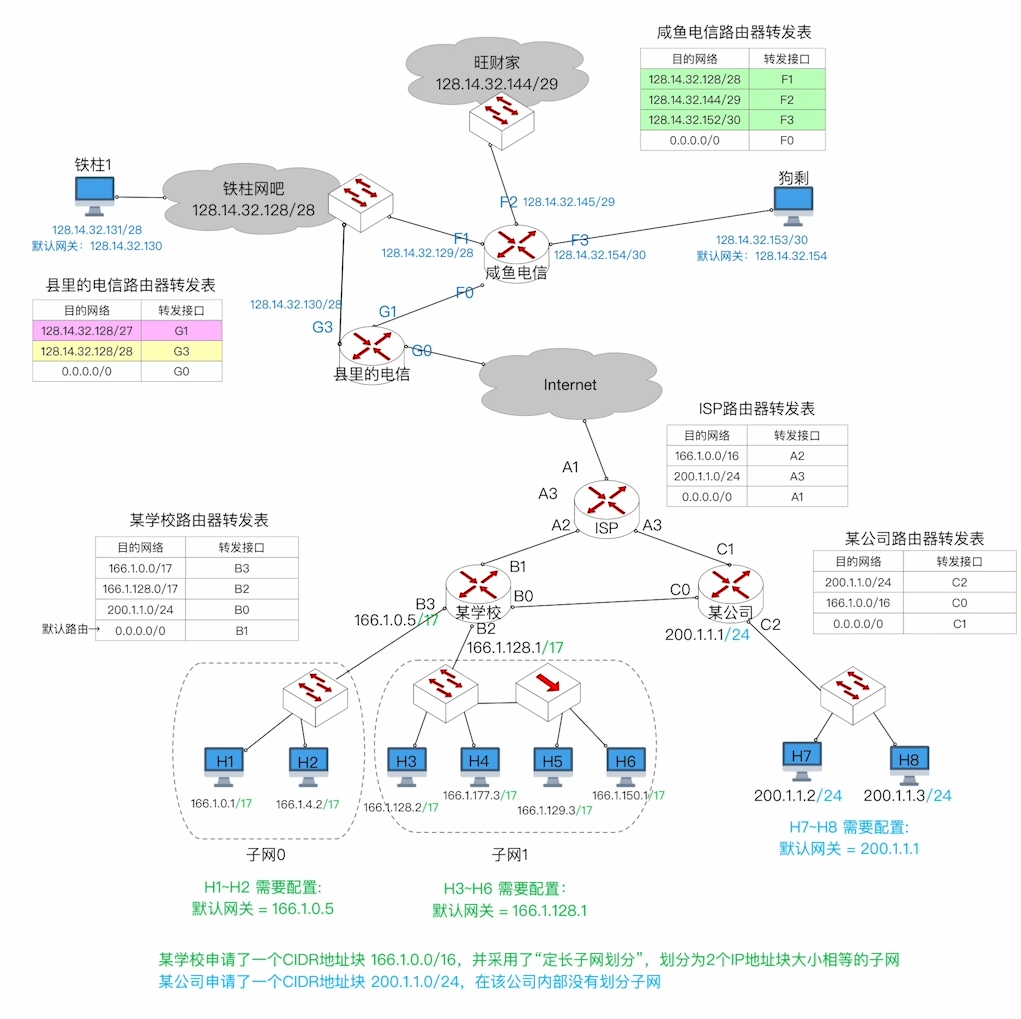 咸鱼电信路由器转发表
目的网络 转发接口
128.14.32.128/28 F1
128.14.32.144/29 F2
128.14.32.152/30 F3
0.0.0.0/0 F0
旺财家
128.14.32.144/29
铁柱1
128.14.32.131/28
默认网关：128.14.32.130
铁柱网吧
128.14.32.128/28
F2 128.14.32.145/29
F1
128.14.32.129/28
F3
128.14.32.154/30
咸鱼电信
F0
狗剩
128.14.32.153/30
默认网关：128.14.32.154
县里的电信路由器转发表
目的网络 转发接口
128.14.32.128/27 G1
128.14.32.128/28 G3
0.0.0.0/0 G0
128.14.32.130/28
G3
G1
G0
县里的电信
Internet
ISP路由器转发表
目的网络 转发接口
166.1.0.0/16 A2
200.1.1.0/24 A3
0.0.0.0/0 A1
A1
A3
A2
ISP
A3
某学校路由器转发表
目的网络 转发接口
166.1.0.0/17 B3
166.1.128.0/17 B2
200.1.1.0/24 B0
默认路由→ 0.0.0.0/0 B1
B1
B0
B3
某学校
166.1.0.5/17
B2
166.1.128.1/17
C1
C0
某公司
C2
200.1.1.1/24
某公司路由器转发表
目的网络 转发接口
200.1.1.0/24 C2
166.1.0.0/16 C0
0.0.0.0/0 C1
H1
H2
166.1.0.1/17
166.1.4.2/17
子网0
H1~H2 需要配置:
默认网关 = 166.1.0.5
H3
H4
H5
H6
166.1.128.2/17
166.1.177.3/17
166.1.129.3/17
166.1.150.1/17
子网1
H3~H6 需要配置：
默认网关 = 166.1.128.1
H7
H8
200.1.1.2/24
200.1.1.3/24
H7~H8 需要配置:
默认网关 = 200.1.1.1
某学校申请了一个CIDR地址块 166.1.0.0/16，并采用了“定长子网划分”，划分为2个IP地址块大小相等的子网
某公司申请了一个CIDR地址块 200.1.1.0/24，在该公司内部没有划分子网